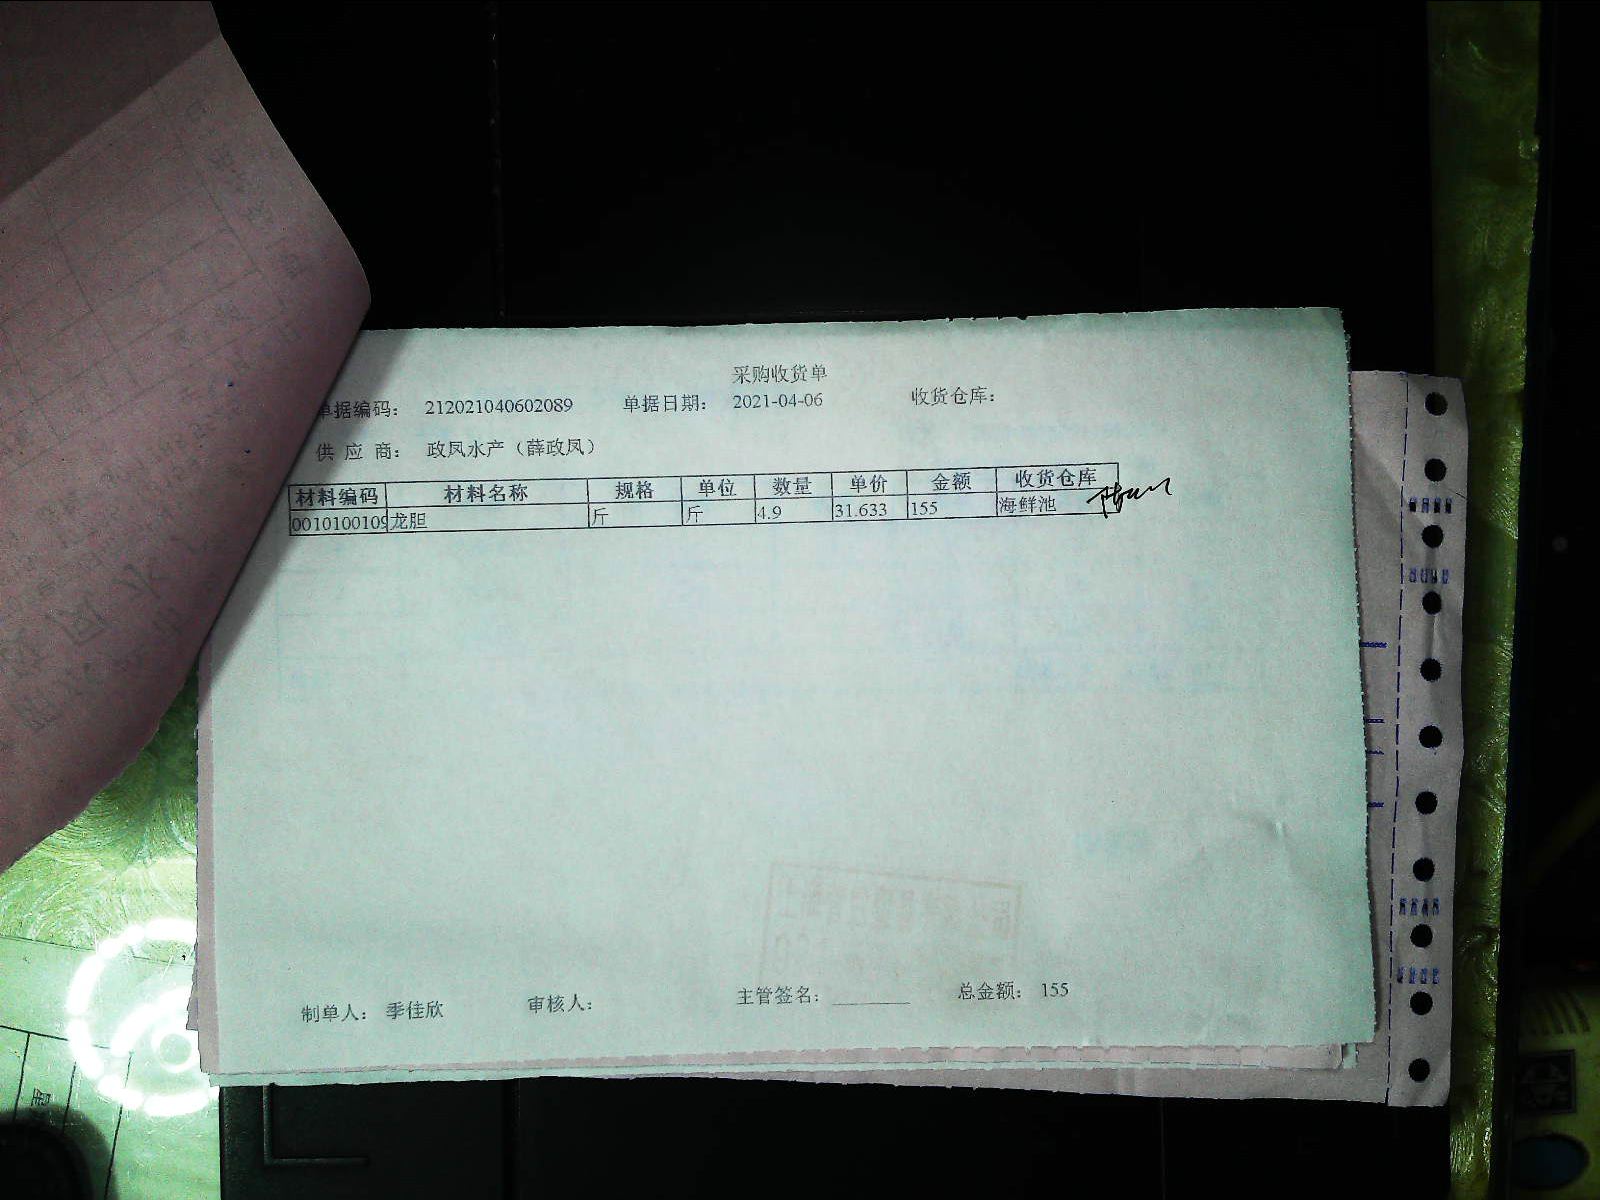 采购收货单
单据编码： 212021040602089 单据日期： 2021-04-06 收货仓库：
供 应 商： 政凤水产（薛政凤）
材料编码 材料名称 规格 单位 数量 单价 金额 收货仓库
0010100109 龙胆 斤 斤 4.9 31.633 155 海鲜池
制单人： 季佳欣 审核人： 主管签名： ________ 总金额： 155